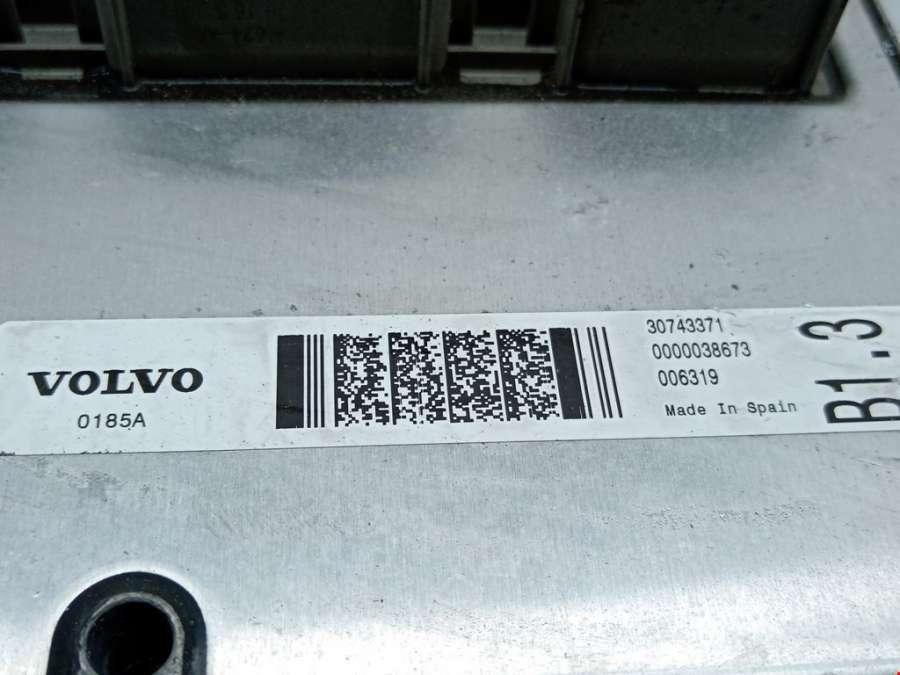 VOLVO
0185A
30743371
0000038673
006319
Made In Spain
B1.3